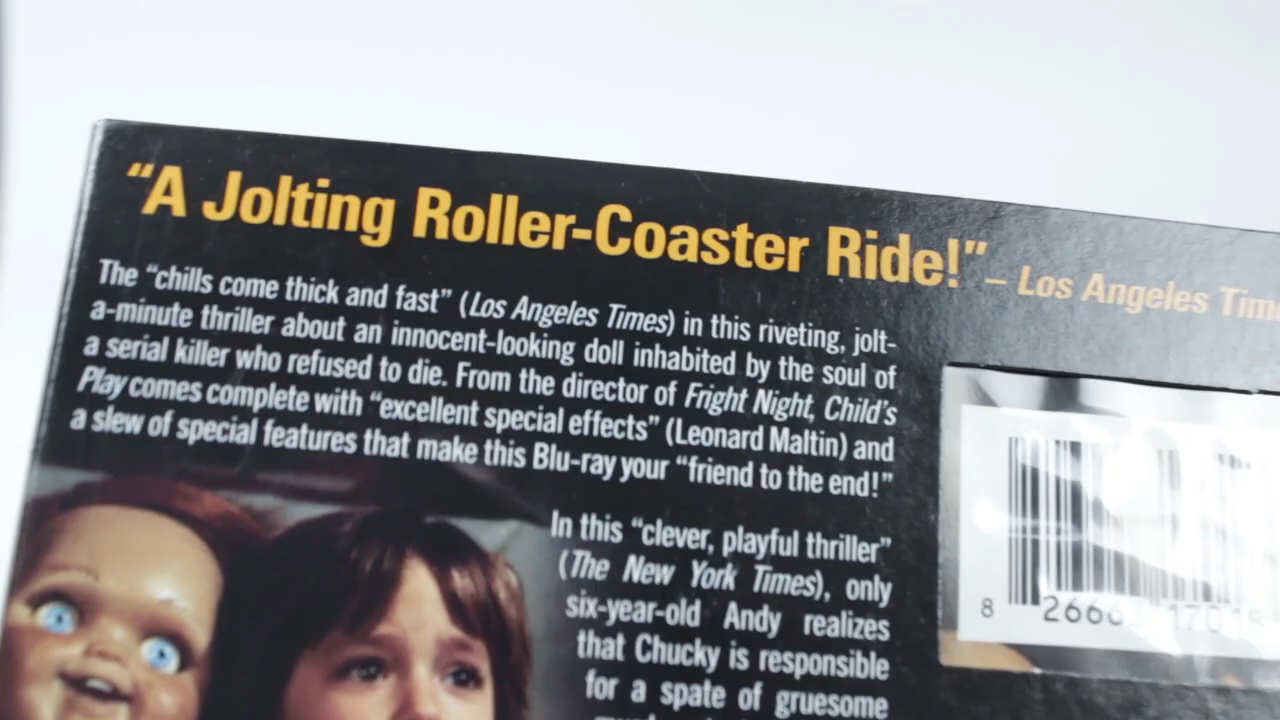 “A Jolting Roller-Coaster Ride!” – Los Angeles
The “chills come thick and fast” (Los Angeles Times) in this riveting, jolt-
a-minute thriller about an innocent-looking doll inhabited by the soul of
a serial killer who refused to die. From the director of Fright Night, Child’s
Play comes complete with “excellent special effects” (Leonard Maltin) and
a slew of special features that make this Blu-ray your “friend to the end!”
In this “clever, playful thriller”
(The New York Times), only
six-year-old Andy realizes
that Chucky is responsible
for a spate of gruesome
8